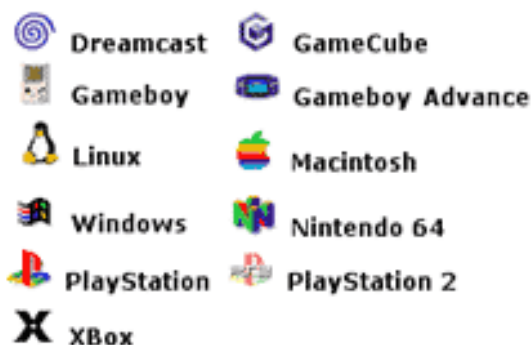 Dreamcast GameCube
Gameboy Gameboy Advance
Linux Macintosh
Windows Nintendo 64
PlayStation PlayStation 2
XBox